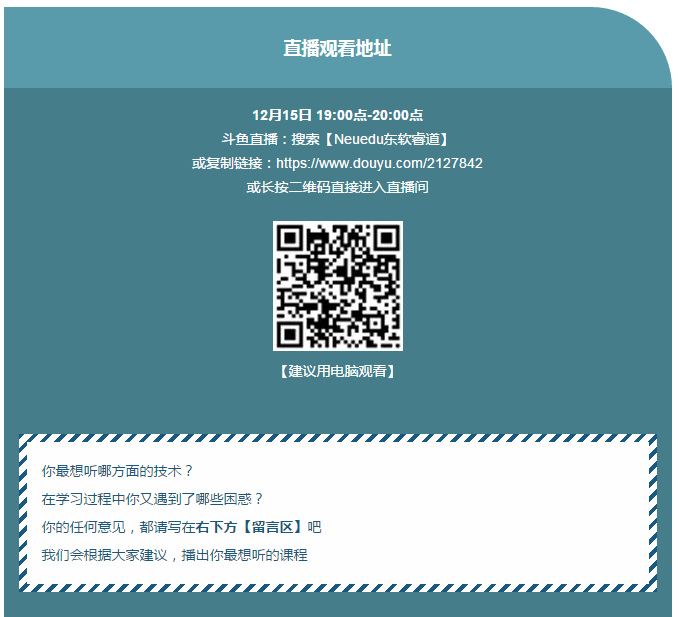 直播观看地址
12月15日 19:00点-20:00点
斗鱼直播：搜索【Neuedu东软睿道】
或复制链接：https://www.douyu.com/2127842
或长按二维码直接进入直播间
【建议用电脑观看】
你最想听哪方面的技术？
在学习过程中你又遇到了哪些困惑？
你的任何意见，都请写在右下方【留言区】吧
我们会根据大家建议，播出你最想听的课程